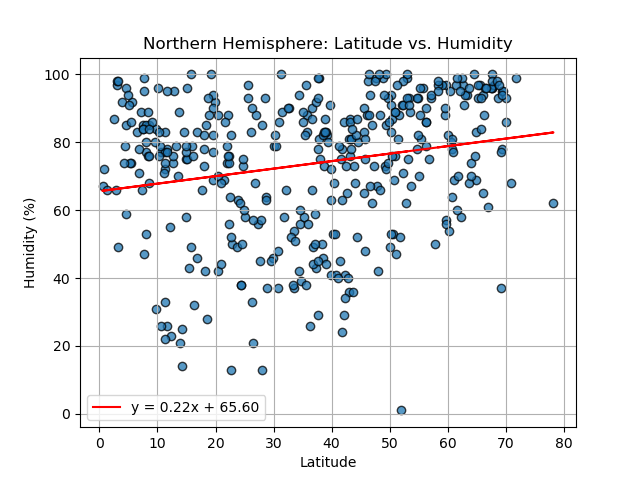 Northern Hemisphere: Latitude vs. Humidity
100
80
60
40
20
0
Humidity (%)
y = 0.22x + 65.60
0 10 20 30 40 50 60 70 80
Latitude